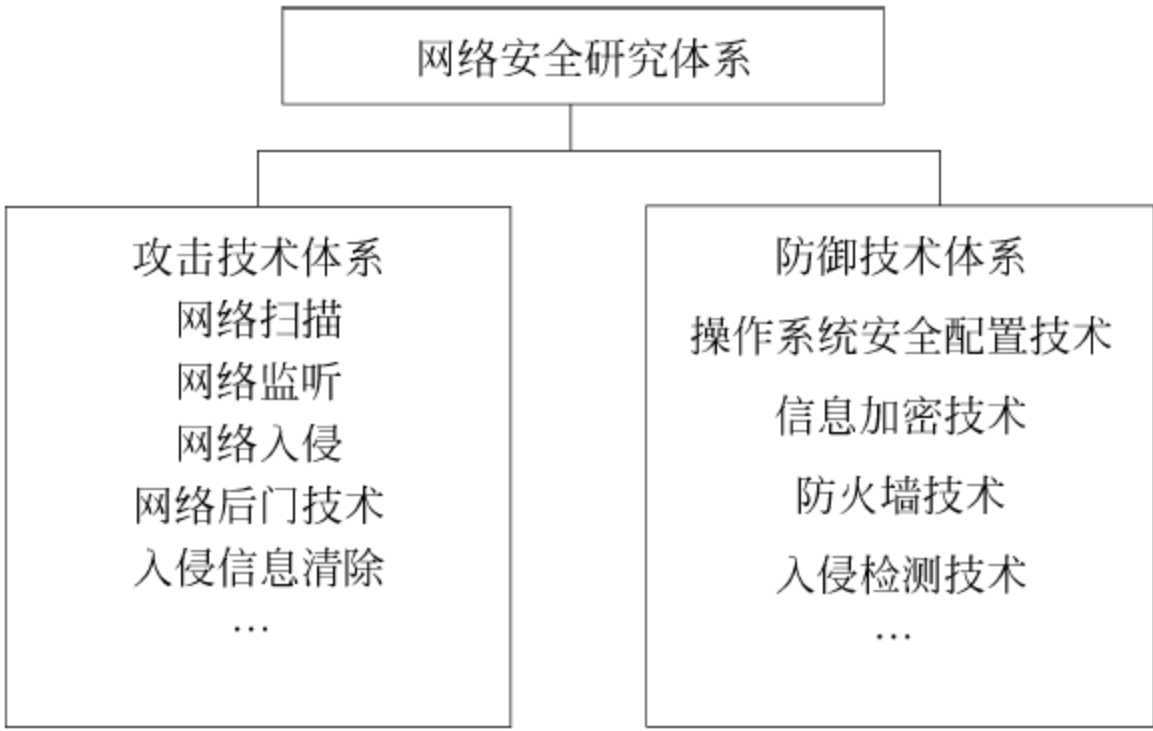 网络安全研究体系
攻击技术体系
网络扫描
网络监听
网络入侵
网络后门技术
入侵信息清除
…
防御技术体系
操作系统安全配置技术
信息加密技术
防火墙技术
入侵检测技术
…